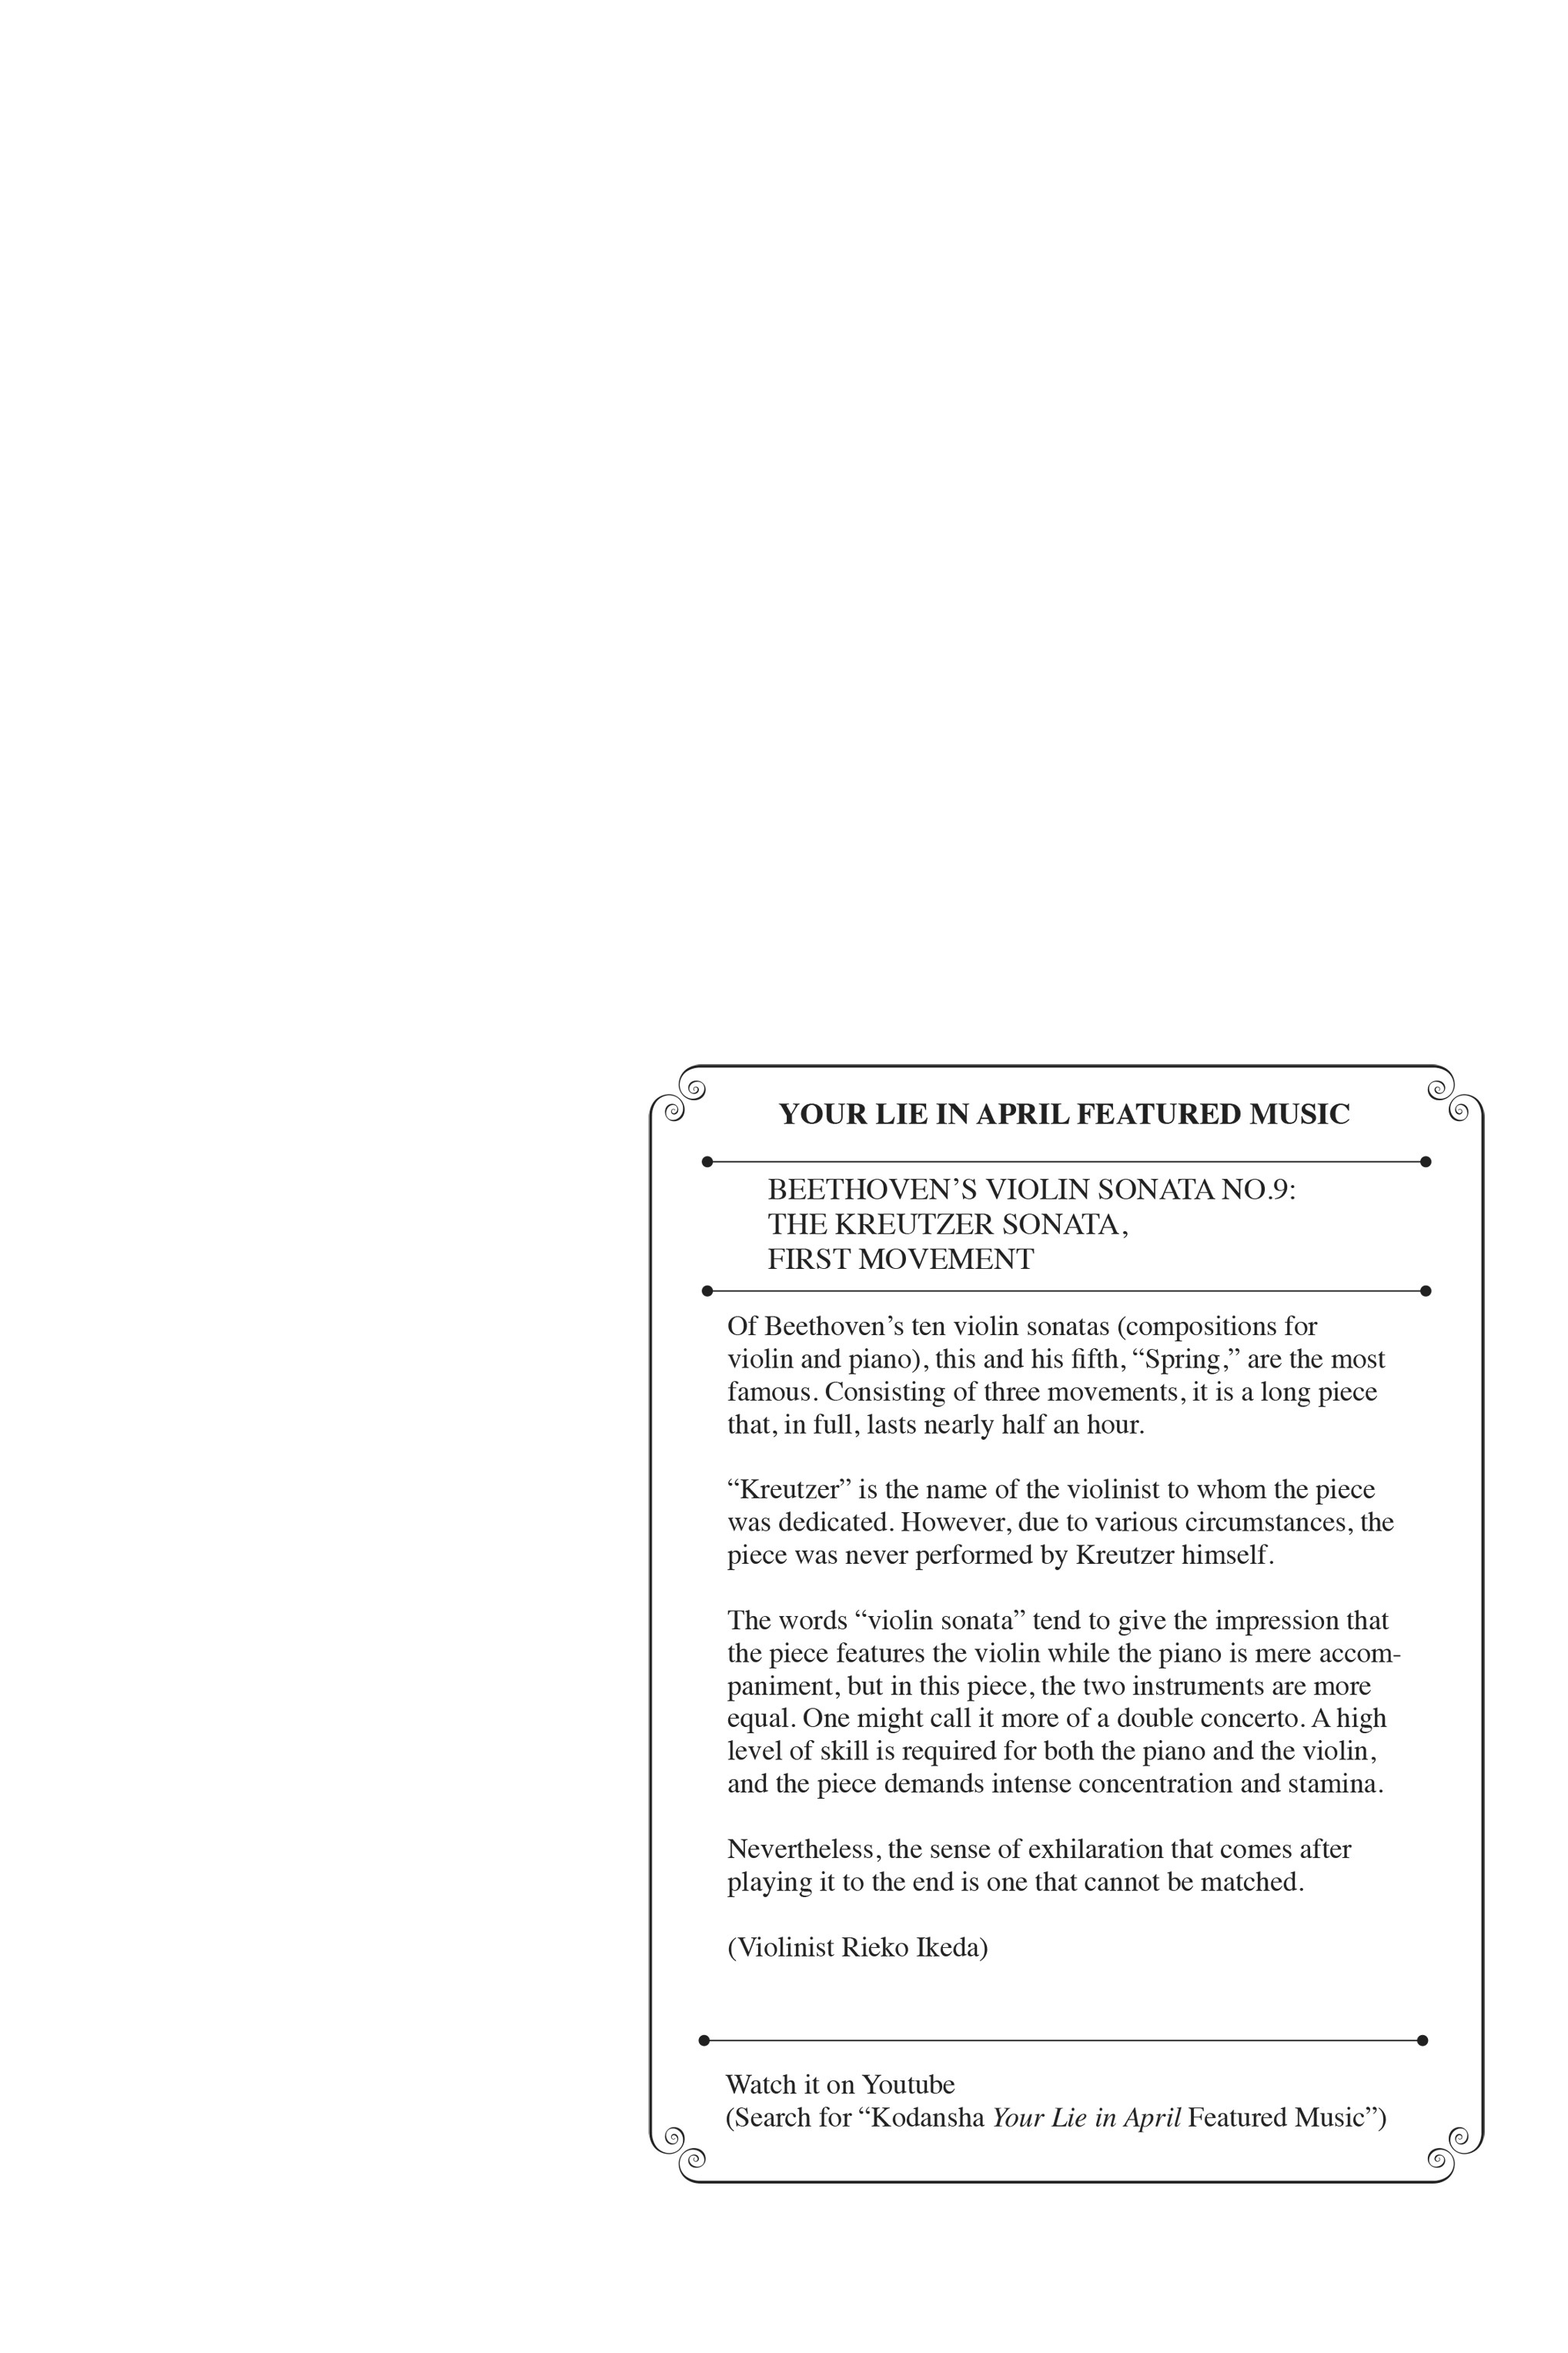 YOUR LIE IN APRIL FEATURED MUSIC
BEETHOVEN’S VIOLIN SONATA NO.9:
THE KREUTZER SONATA,
FIRST MOVEMENT
Of Beethoven’s ten violin sonatas (compositions for
violin and piano), this and his fifth, “Spring,” are the most
famous. Consisting of three movements, it is a long piece
that, in full, lasts nearly half an hour.
“Kreutzer” is the name of the violinist to whom the piece
was dedicated. However, due to various circumstances, the
piece was never performed by Kreutzer himself.
The words “violin sonata” tend to give the impression that
the piece features the violin while the piano is mere accom-
paniment, but in this piece, the two instruments are more
equal. One might call it more of a double concerto. A high
level of skill is required for both the piano and the violin,
and the piece demands intense concentration and stamina.
Nevertheless, the sense of exhilaration that comes after
playing it to the end is one that cannot be matched.
(Violinist Rieko Ikeda)
Watch it on Youtube
(Search for “Kodansha Your Lie in April Featured Music”)